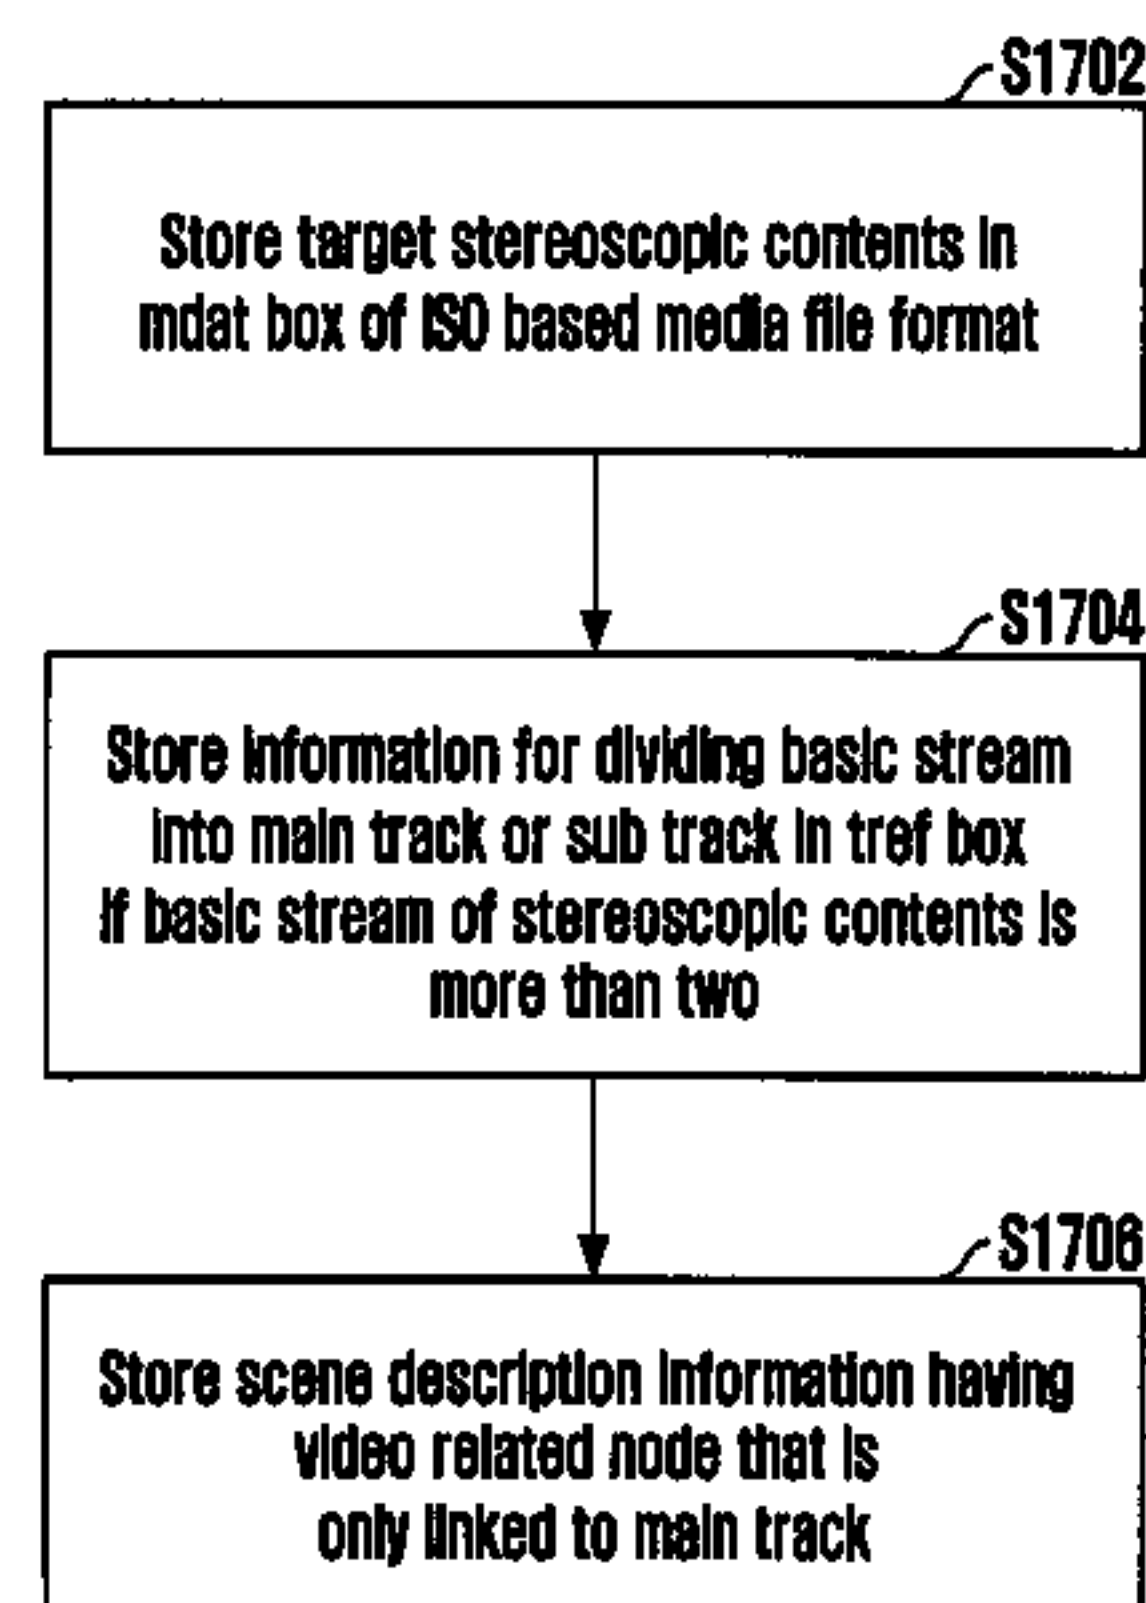 S1702
Store target stereoscopic contents in
mdat box of ISO based media file format
S1704
Store information for dividing basic stream
into main track or sub track in tref box
if basic stream of stereoscopic contents is
more than two
S1706
Store scene description information having
video related node that is
only linked to main track